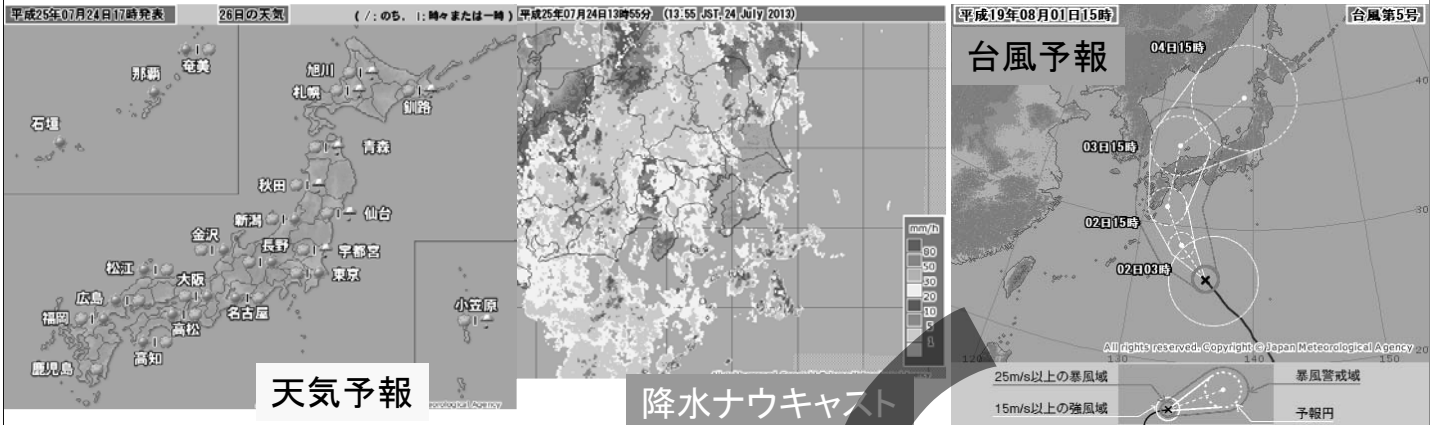 平成25年07月24日17時発表
26日の天気
( /:のち、 |:時々または一時 )
那覇
奄美
石垣
旭川
札幌
釧路
青森
秋田
新潟
仙台
金沢
長野
宇都宮
松江
大阪
東京
広島
福岡
名古屋
高松
高知
鹿児島
小笠原
天気予報
平成25年07月24日13時55分 (13:55 JST, 24 July 2013)
mm/h
80
50
30
20
10
5
1
降水ナウキャスト
平成19年08月01日15時
台風第5号
台風予報
04日15時
03日15時
02日15時
02日03時
40
30
20
120
130
140
150
All rights reserved. Copyright © Japan Meteorological Agency
25m/s以上の暴風域
15m/s以上の強風域
暴風警戒域
予報円